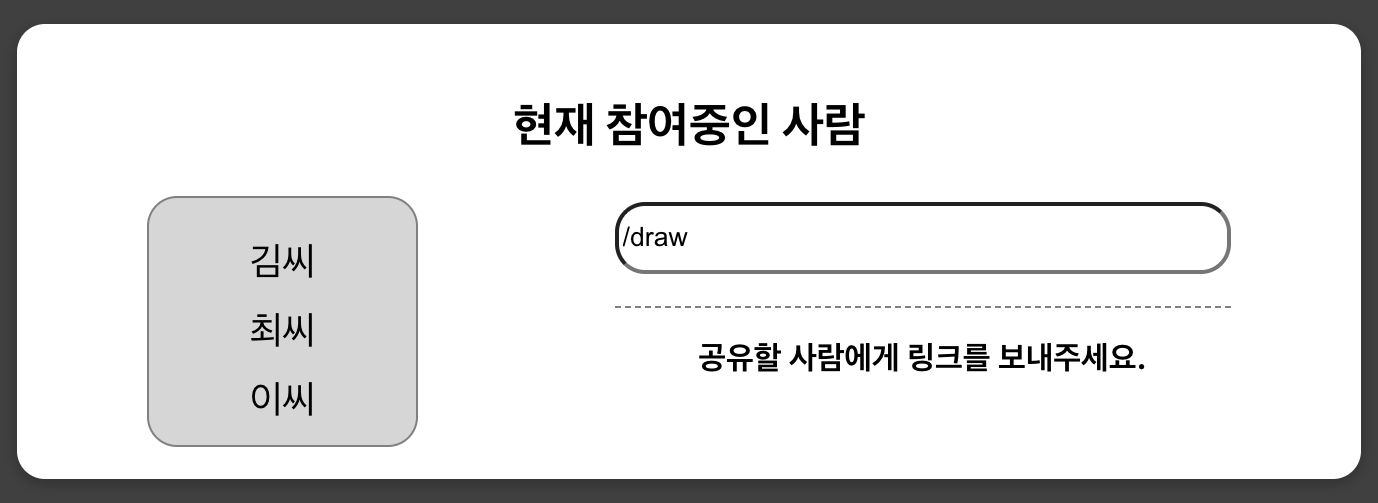 현재 참여중인 사람
김씨
최씨
이씨
/draw
공유할 사람에게 링크를 보내주세요.